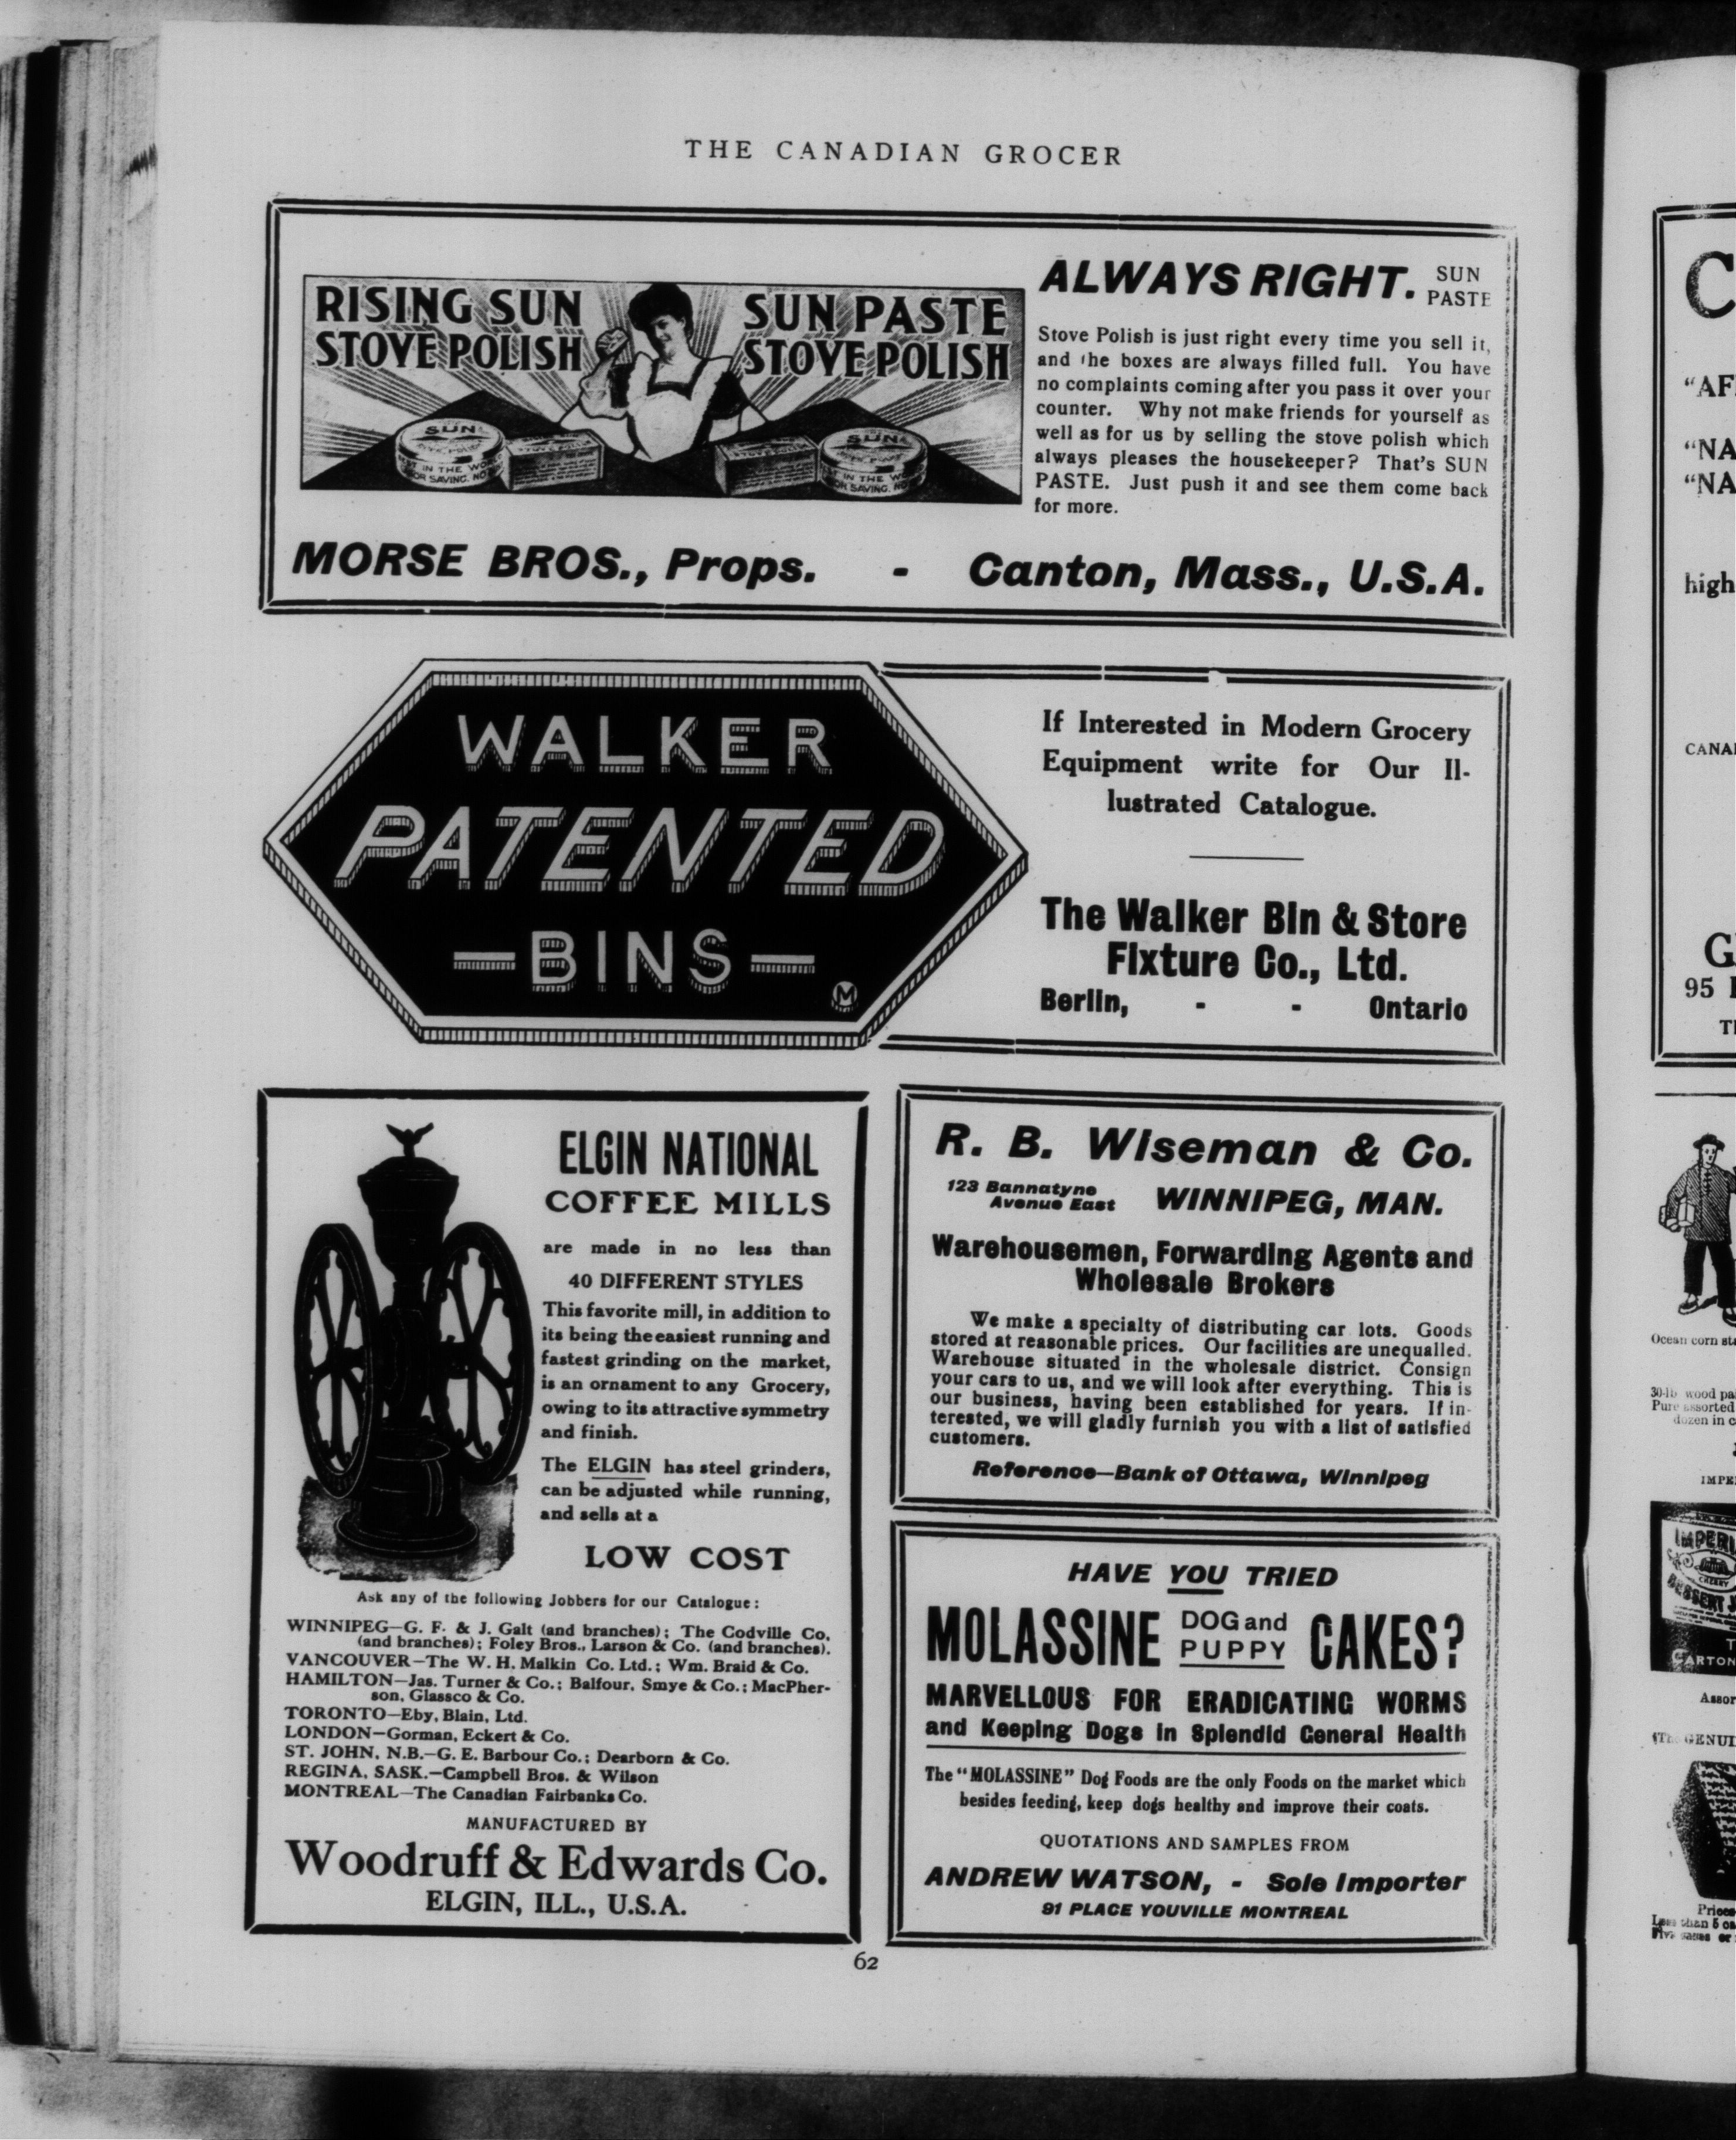 THE CANADIAN GROCER
RISING SUN
STOVE POLISH
SUN PASTE
STOVE POLISH
SUN
SUN
ALWAYS RIGHT. SUN PASTE
Stove Polish is just right every time you sell it,
and the boxes are always filled full. You have
no complaints coming after you pass it over your
counter. Why not make friends for yourself as
well as for us by selling the stove polish which
always pleases the housekeeper? That's SUN
PASTE. Just push it and see them come back
for more.
MORSE BROS., Props. - Canton, Mass., U.S.A.
WALKER
PATENTED
—BINS—
M
If Interested in Modern Grocery
Equipment write for Our Il-
lustrated Catalogue.
The Walker Bin & Store
Fixture Co., Ltd.
Berlin, - - Ontario
ELGIN NATIONAL
COFFEE MILLS
are made in no less than
40 DIFFERENT STYLES
This favorite mill, in addition to
its being the easiest running and
fastest grinding on the market,
is an ornament to any Grocery,
owing to its attractive symmetry
and finish.
The ELGIN has steel grinders,
can be adjusted while running,
and sells at a
LOW COST
Ask any of the following Jobbers for our Catalogue:
WINNIPEG—G. F. & J. Galt (and branches); The Codville Co.
(and branches); Foley Bros., Larson & Co. (and branches).
VANCOUVER—The W. H. Malkin Co. Ltd.; Wm. Braid & Co.
HAMILTON—Jas. Turner & Co.; Balfour, Smye & Co.; MacPher-
son, Glassco & Co.
TORONTO—Eby, Blain, Ltd.
LONDON—Gorman, Eckert & Co.
ST. JOHN, N.B.—G. E. Barbour Co.; Dearborn & Co.
REGINA, SASK.—Campbell Bros. & Wilson
MONTREAL—The Canadian Fairbanks Co.
MANUFACTURED BY
Woodruff & Edwards Co.
ELGIN, ILL., U.S.A.
R. B. Wiseman & Co.
123 Bannatyne
Avenue East WINNIPEG, MAN.
Warehousemen, Forwarding Agents and
Wholesale Brokers
We make a specialty of distributing car lots. Goods
stored at reasonable prices. Our facilities are unequalled.
Warehouse situated in the wholesale district. Consign
your cars to us, and we will look after everything. This is
our business, having been established for years. If in-
terested, we will gladly furnish you with a list of satisfied
customers.
Reference—Bank of Ottawa, Winnipeg
HAVE YOU TRIED
MOLASSINE DOG and PUPPY CAKES?
MARVELLOUS FOR ERADICATING WORMS
and Keeping Dogs in Splendid General Health
The "MOLASSINE" Dog Foods are the only Foods on the market which
besides feeding, keep dogs healthy and improve their coats.
QUOTATIONS AND SAMPLES FROM
ANDREW WATSON, - Sole Importer
91 PLACE YOUVILLE MONTREAL
62
"AF
"NA
"NA
high
95
Ocean corn
30-lb wood
Pure assorted
dozen in